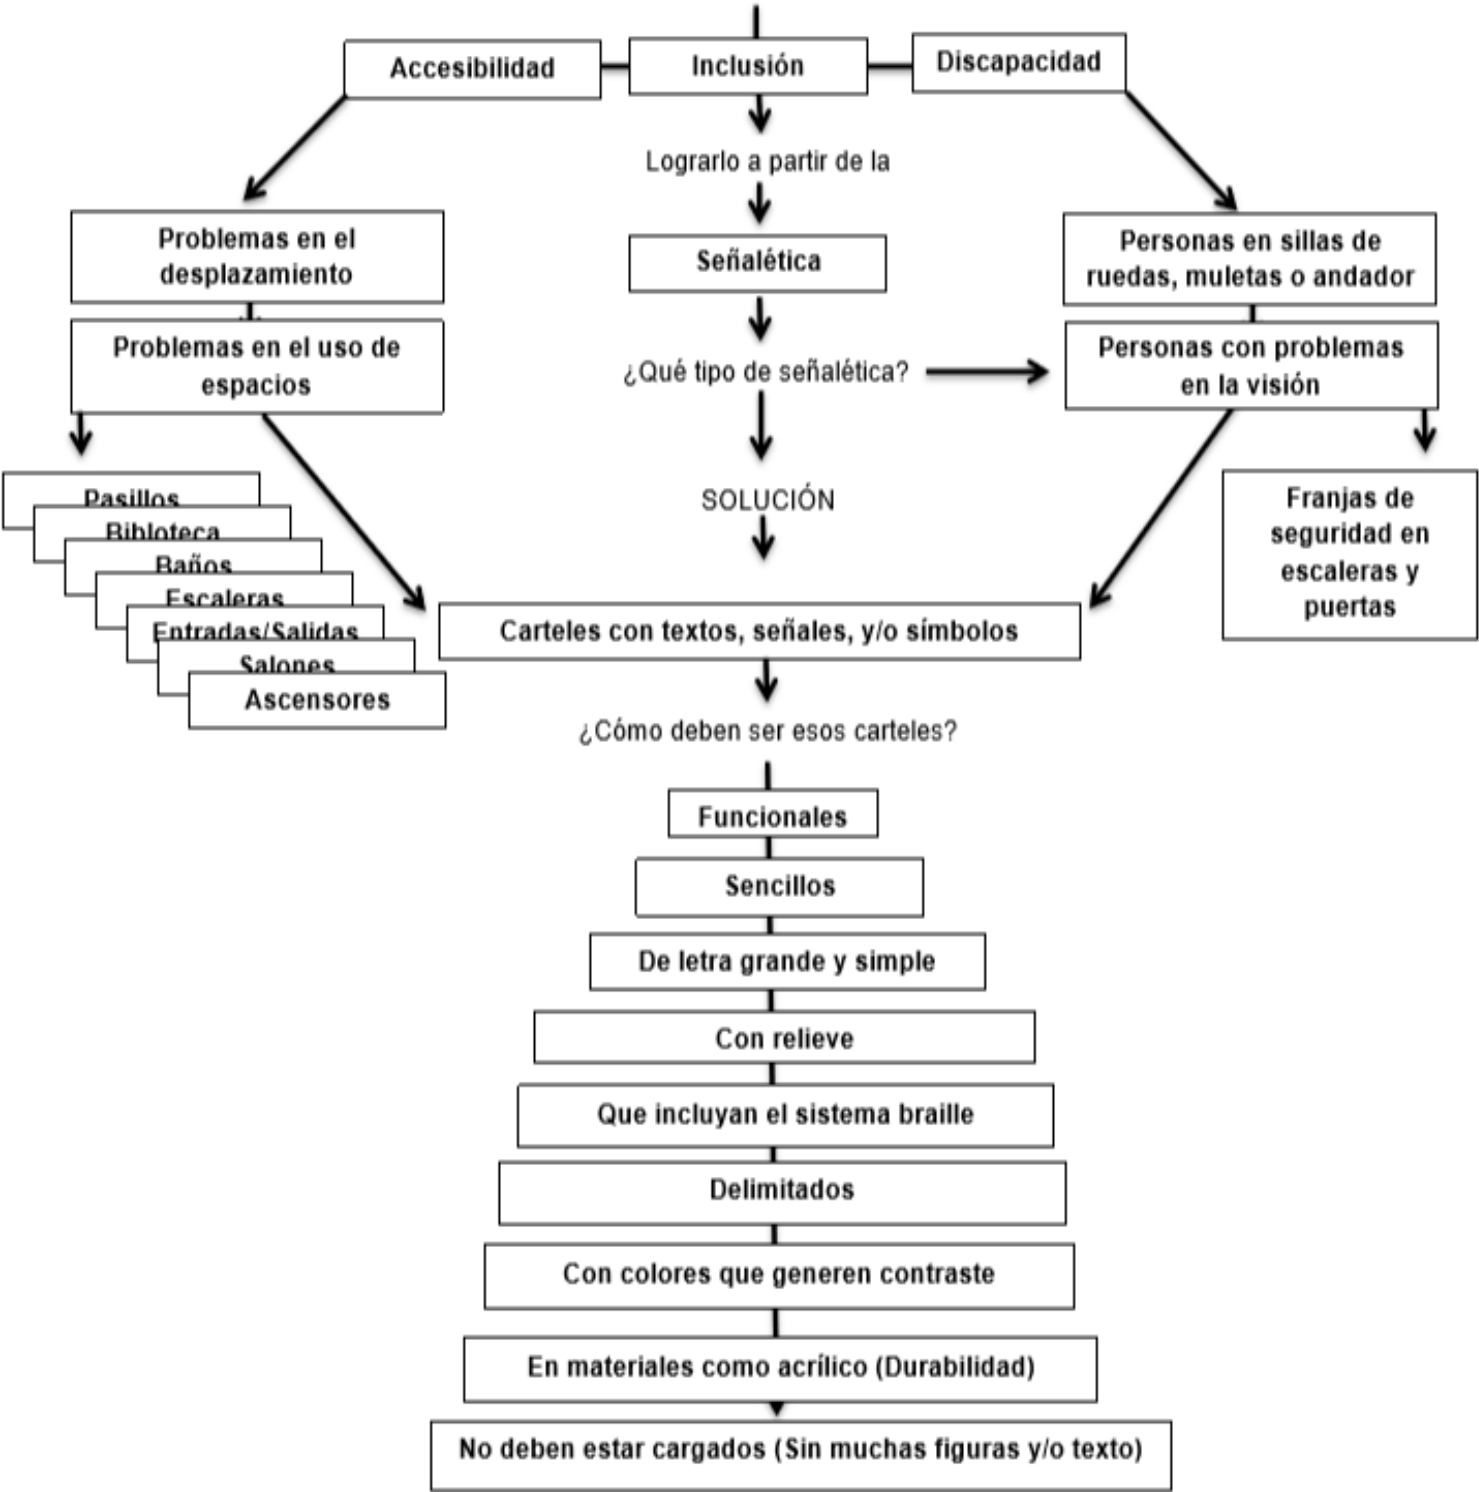 Accesibilidad
Inclusión
Discapacidad
Lograrlo a partir de la
Problemas en el
desplazamiento
Señalética
Personas en sillas de
ruedas, muletas o andador
Problemas en el uso de
espacios
¿Qué tipo de señalética?
Personas con problemas
en la visión
Pasillos
Bibloteca
Baños
Escaleras
Entradas/Salidas
Salones
Ascensores
SOLUCIÓN
Franjas de
seguridad en
escaleras y
puertas
Carteles con textos, señales, y/o símbolos
¿Cómo deben ser esos carteles?
Funcionales
Sencillos
De letra grande y simple
Con relieve
Que incluyan el sistema braille
Delimitados
Con colores que generen contraste
En materiales como acrílico (Durabilidad)
No deben estar cargados (Sin muchas figuras y/o texto)